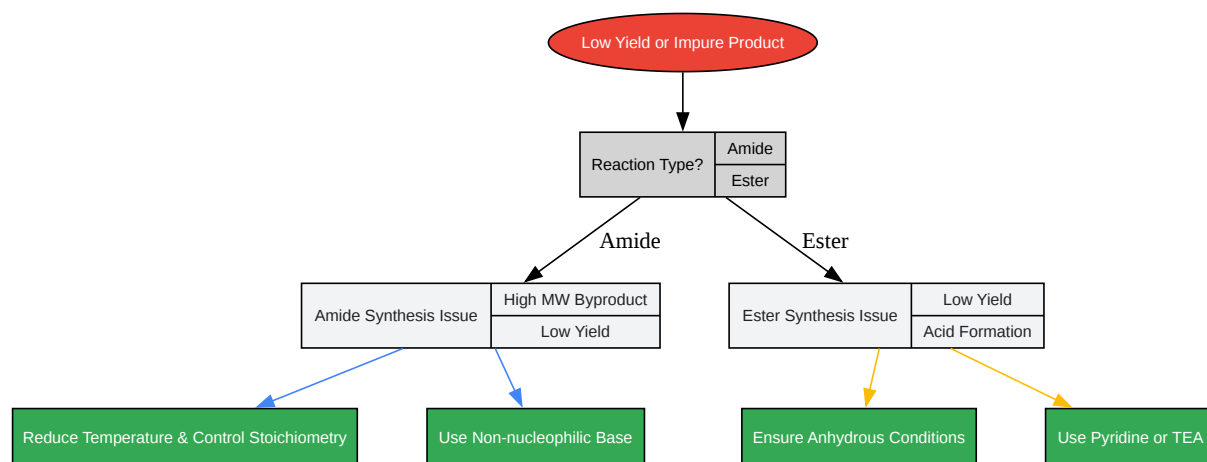 Low Yield or Impure Product
Reaction Type?
Amide
Ester
Amide
Ester
Amide Synthesis Issue
High MW Byproduct
Low Yield
Ester Synthesis Issue
Low Yield
Acid Formation
Reduce Temperature & Control Stoichiometry
Use Non-nucleophilic Base
Ensure Anhydrous Conditions
Use Pyridine or TEA